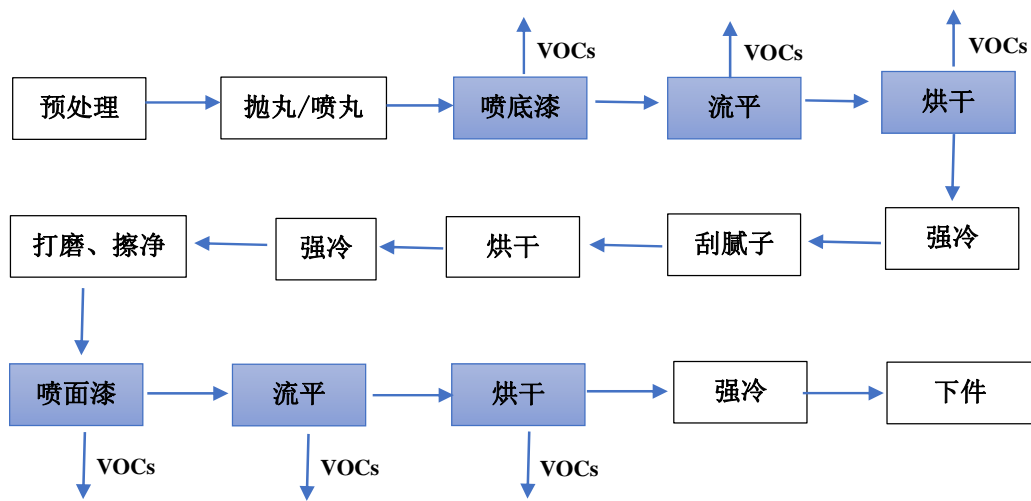 VOCs
VOCs
VOCs
预处理
抛丸/喷丸
喷底漆
流平
烘干
打磨、擦净
强冷
烘干
刮腻子
强冷
喷面漆
流平
烘干
强冷
下件
VOCs
VOCs
VOCs